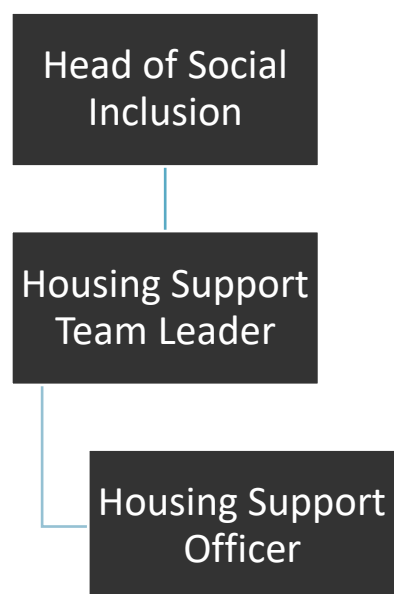 Head of Social
Inclusion
Housing Support
Team Leader
Housing Support
Officer